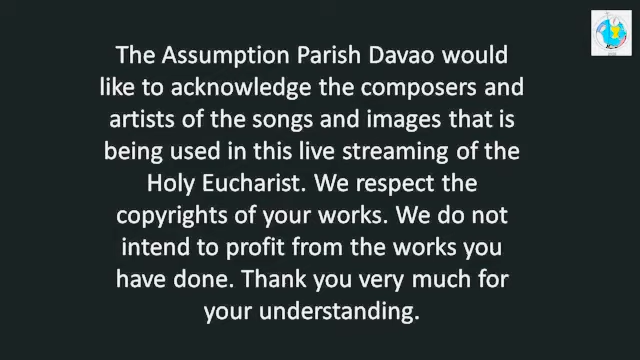 The Assumption Parish Davao would
like to acknowledge the composers and
artists of the songs and images that is
being used in this live streaming of the
Holy Eucharist. We respect the
copyrights of your works. We do not
intend to profit from the works you
have done. Thank you very much for
your understanding.